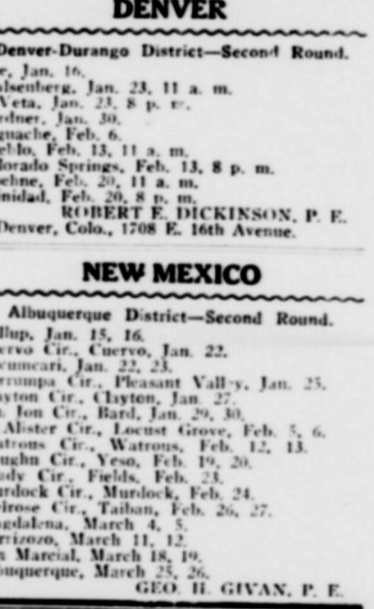 DENVER
Denver-Durango District—Second Round.
r, Jan. 16.
lsenberg, Jan. 23, 11 a. m.
Veta, Jan. 23, 8 p. m.
rdner, Jan. 30.
guache, Feb. 6.
eblo, Feb. 13, 11 a. m.
lorado Springs, Feb. 13, 8 p. m.
ehne, Feb. 20, 11 a. m.
inidad, Feb. 20, 8 p. m.
ROBERT E. DICKINSON, P. E.
Denver, Colo., 1708 E. 16th Avenue.
NEW MEXICO
Albuquerque District—Second Round.
llup, Jan. 15, 16.
ervo Cir., Cuervo, Jan. 22.
cumcari, Jan. 22, 23.
rrumpa Cir., Pleasant Valley, Jan. 25.
ayton Cir., Clayton, Jan. 27.
Jon Cir., Bard, Jan. 29, 30.
Alister Cir., Locust Grove, Feb. 5, 6.
atrous Cir., Watrous, Feb. 12, 13.
ughn Cir., Yeso, Feb. 19, 20.
ady Cir., Fields, Feb. 23.
urdock Cir., Murdock, Feb. 24.
elrose Cir., Taiban, Feb. 26, 27.
agdalena, March 4, 5.
rrizozo, March 11, 12.
n Marcial, March 18, 19.
buquerque, March 25, 26.
GEO. H. GIVAN, P. E.